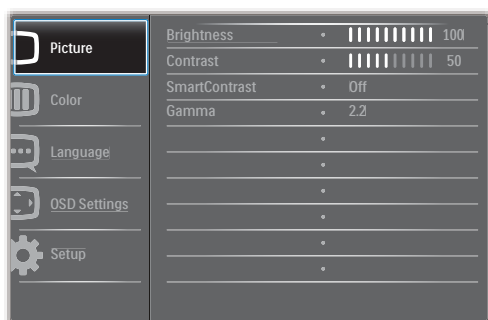 Picture
Color
Language
OSD Settings
Setup
Brightness 100
Contrast 50
SmartContrast Off
Gamma 2.2